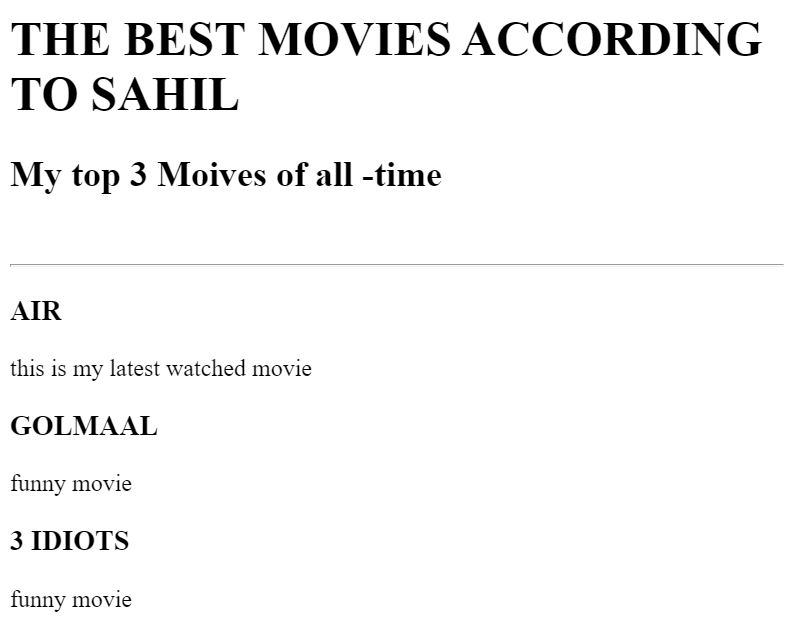 THE BEST MOVIES ACCORDING
TO SAHIL
My top 3 Moives of all -time
AIR
this is my latest watched movie
GOLMAAL
funny movie
3 IDIOTS
funny movie